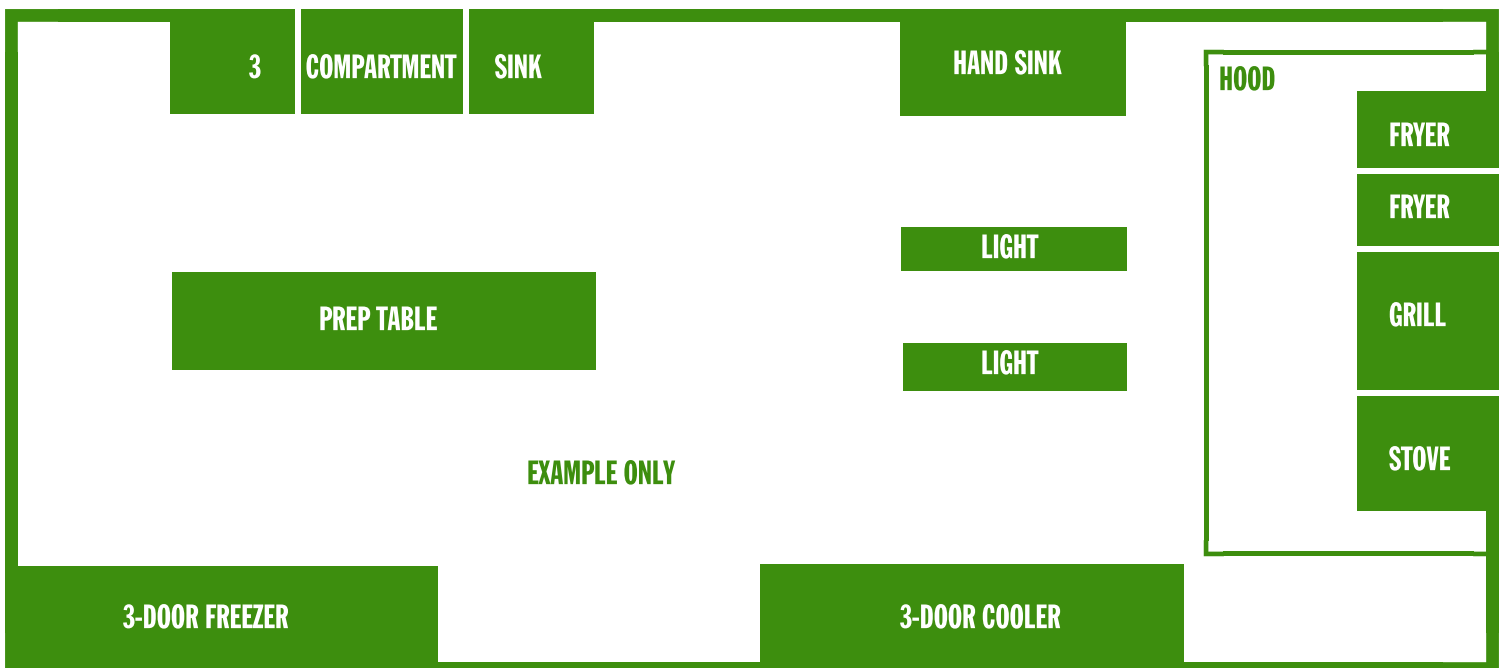 3 COMPARTMENT SINK
HAND SINK
HOOD
FRYER
FRYER
LIGHT
GRILL
PREP TABLE
LIGHT
STOVE
EXAMPLE ONLY
3-DOOR FREEZER
3-DOOR COOLER